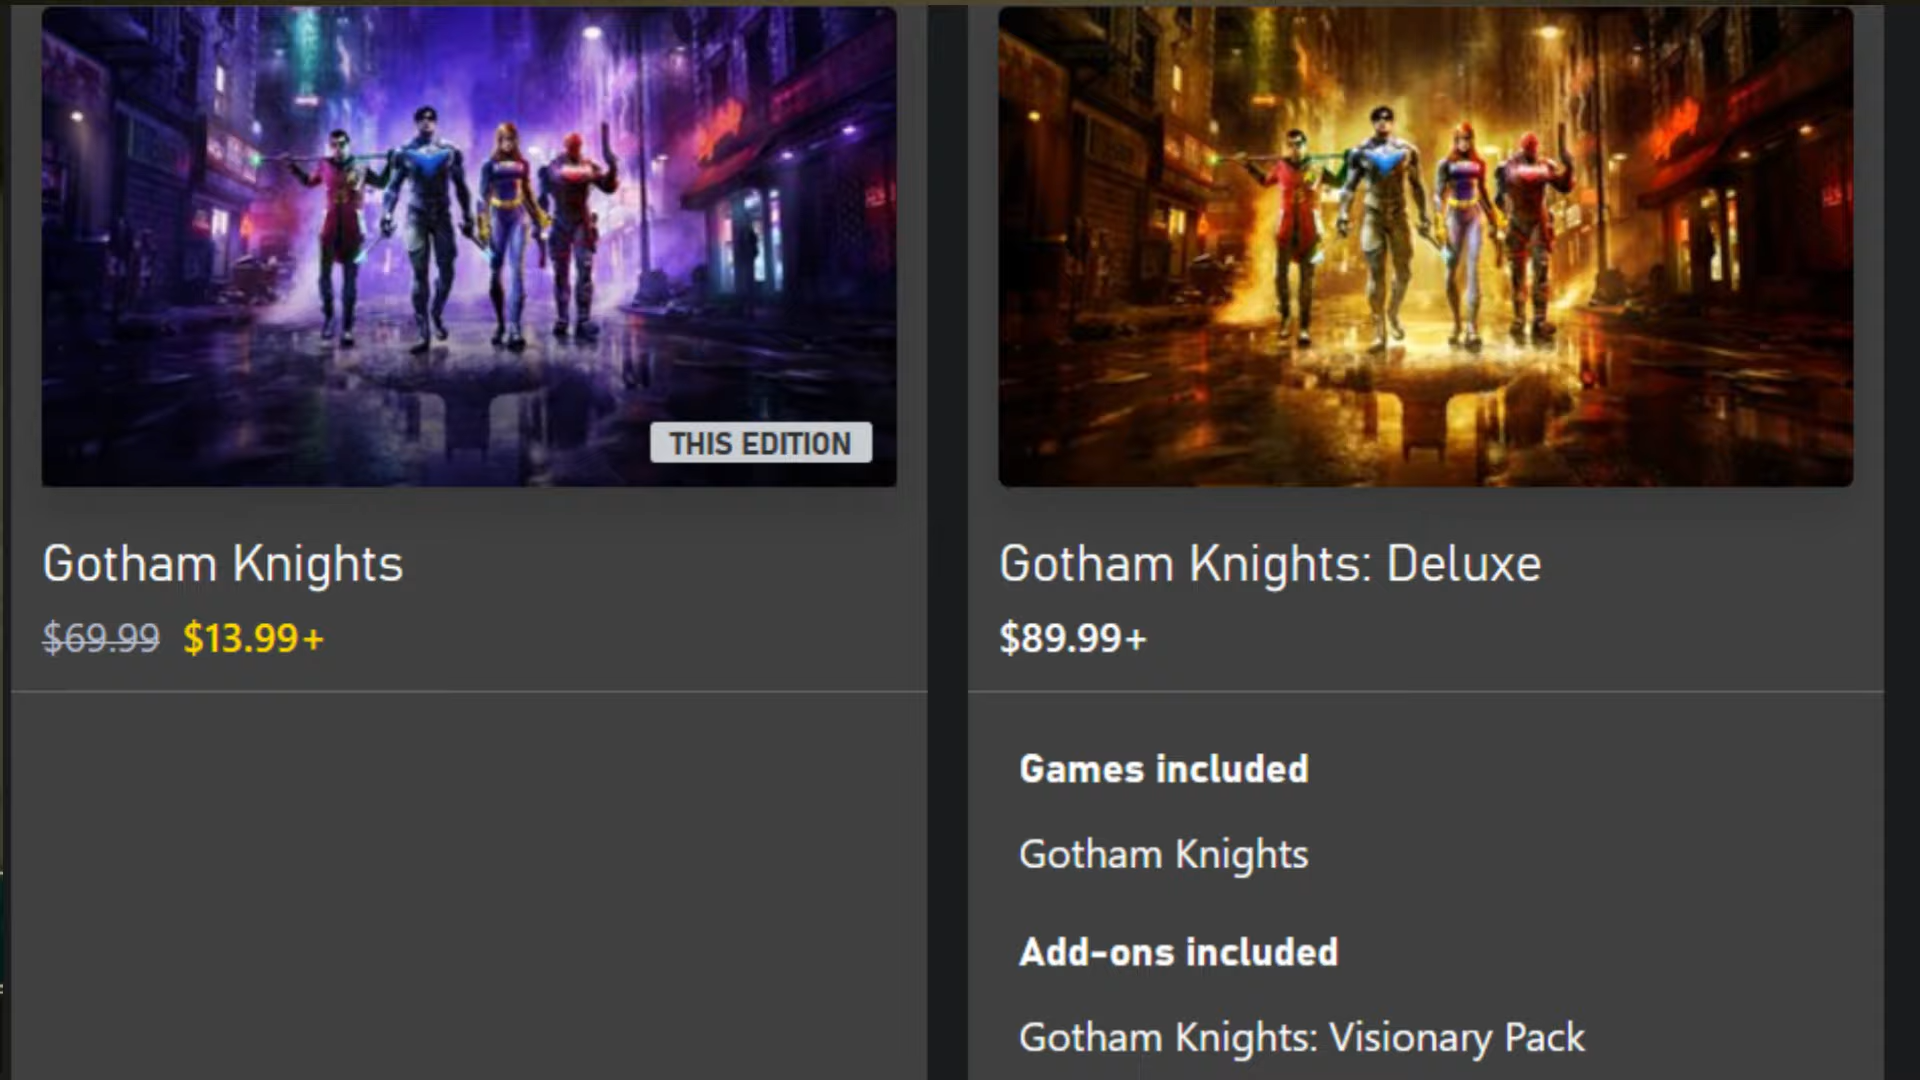 THIS EDITION
Gotham Knights
$69.99 $13.99+
Gotham Knights: Deluxe
$89.99+
Games included
Gotham Knights
Add-ons included
Gotham Knights: Visionary Pack